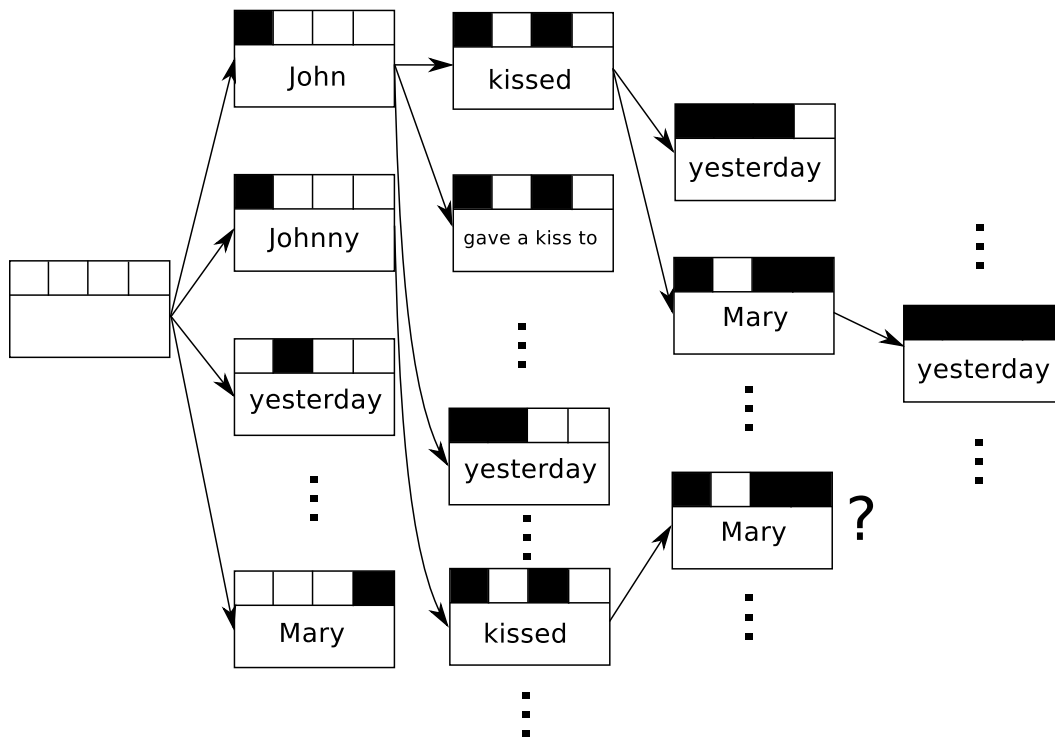 John
kissed
yesterday
Johnny
gave a kiss to
Mary
yesterday
yesterday
yesterday
Mary ?
Mary
kissed